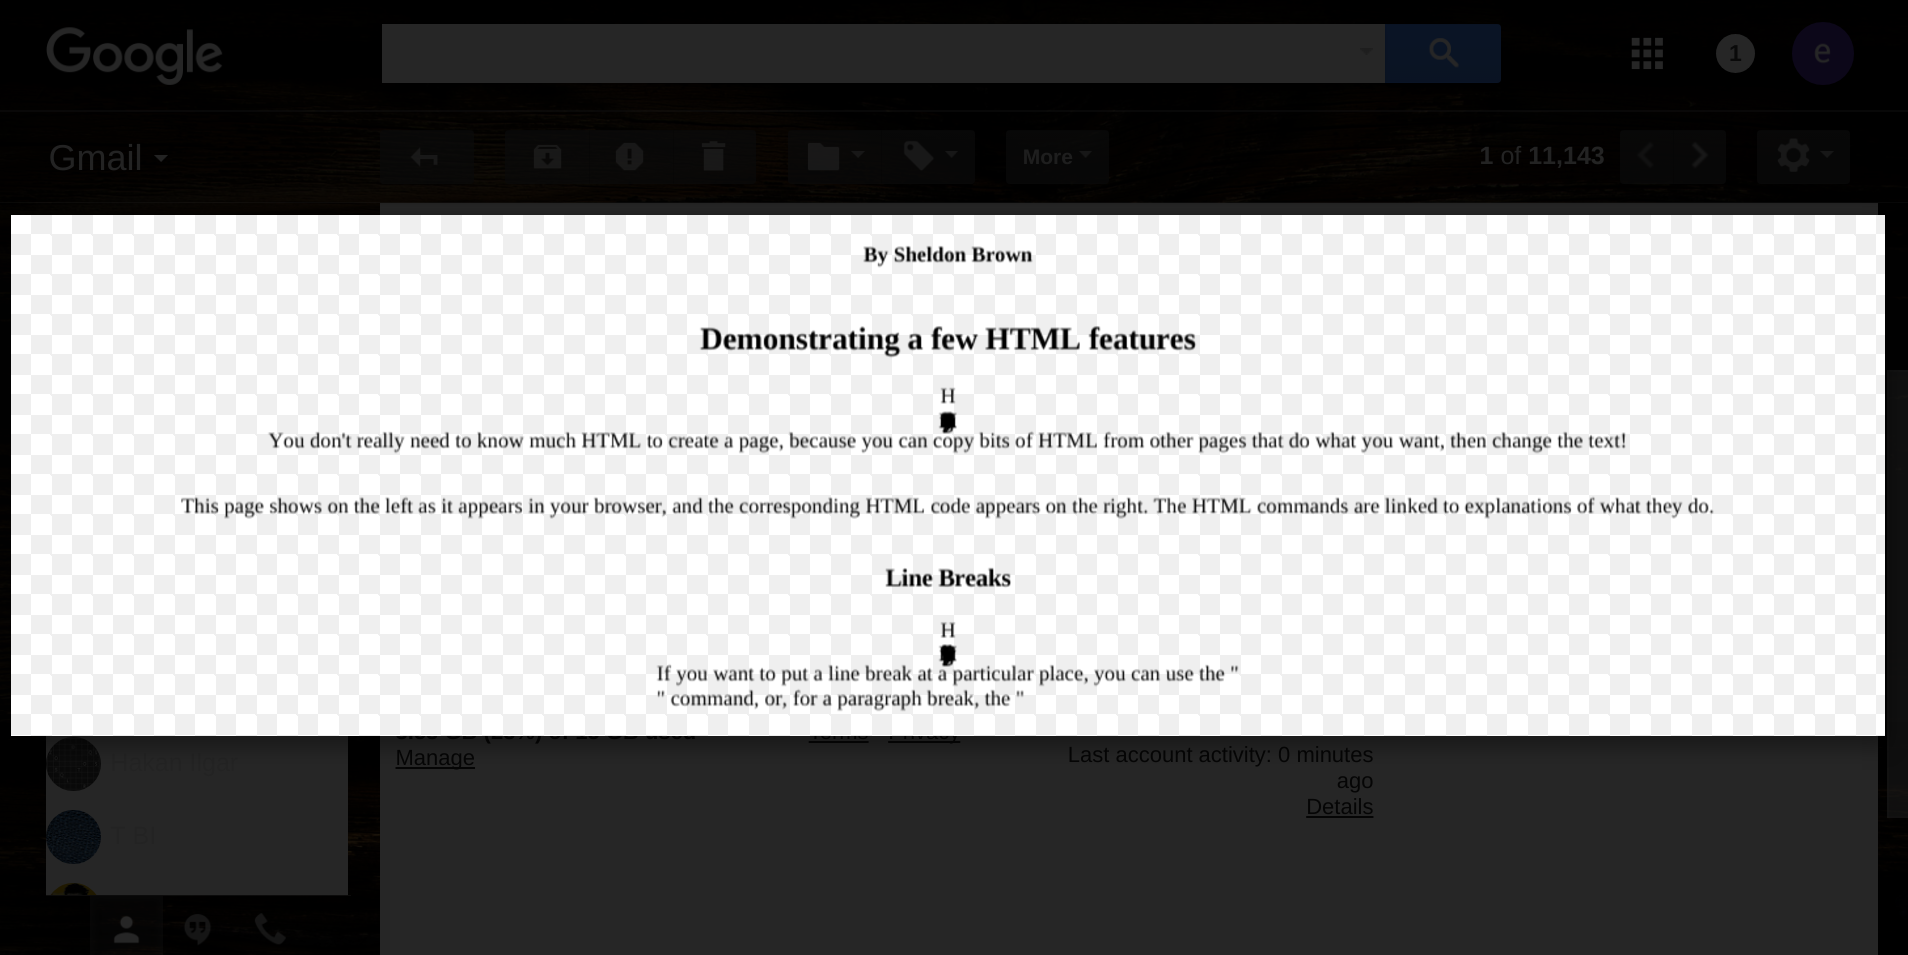 Google
1
e
Gmail
More
1 of 11,143
By Sheldon Brown
Demonstrating a few HTML features
H
You don't really need to know much HTML to create a page, because you can copy bits of HTML from other pages that do what you want, then change the text!
This page shows on the left as it appears in your browser, and the corresponding HTML code appears on the right. The HTML commands are linked to explanations of what they do.
Line Breaks
H
If you want to put a line break at a particular place, you can use the "
" command, or, for a paragraph break, the "
Terms Privacy
Manage
Last account activity: 0 minutes
ago
Details